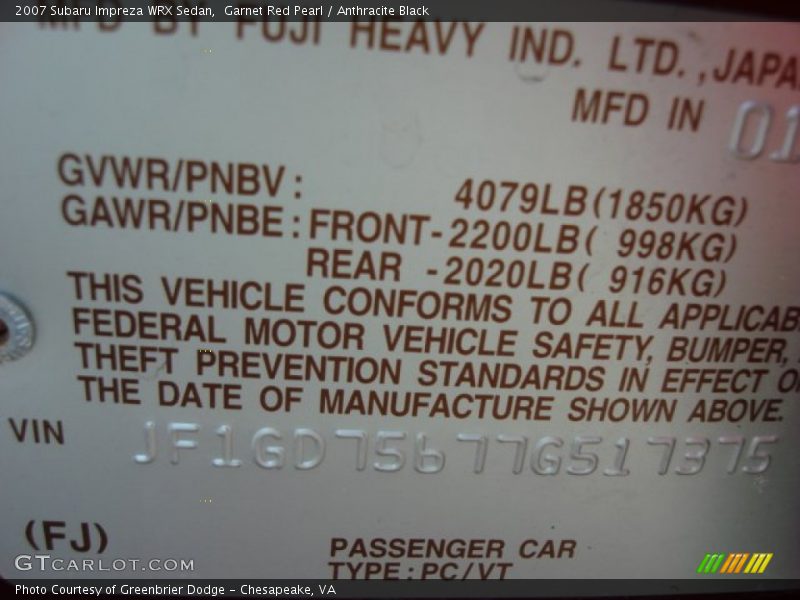 2007 Subaru Impreza WRX Sedan, Garnet Red Pearl / Anthracite Black
MFD BY FUJI HEAVY IND. LTD., JAPA
MFD IN 01
GVWR/PNBV: 4079LB(1850KG)
GAWR/PNBE: FRONT-2200LB( 998KG)
REAR -2020LB( 916KG)
THIS VEHICLE CONFORMS TO ALL APPLICAB
FEDERAL MOTOR VEHICLE SAFETY, BUMPER,
THEFT PREVENTION STANDARDS IN EFFECT O
THE DATE OF MANUFACTURE SHOWN ABOVE.
VIN JF1GD75677G517375
(FJ) PASSENGER CAR
TYPE:PC/VT
GTCARLOT.COM
Photo Courtesy of Greenbrier Dodge - Chesapeake, VA